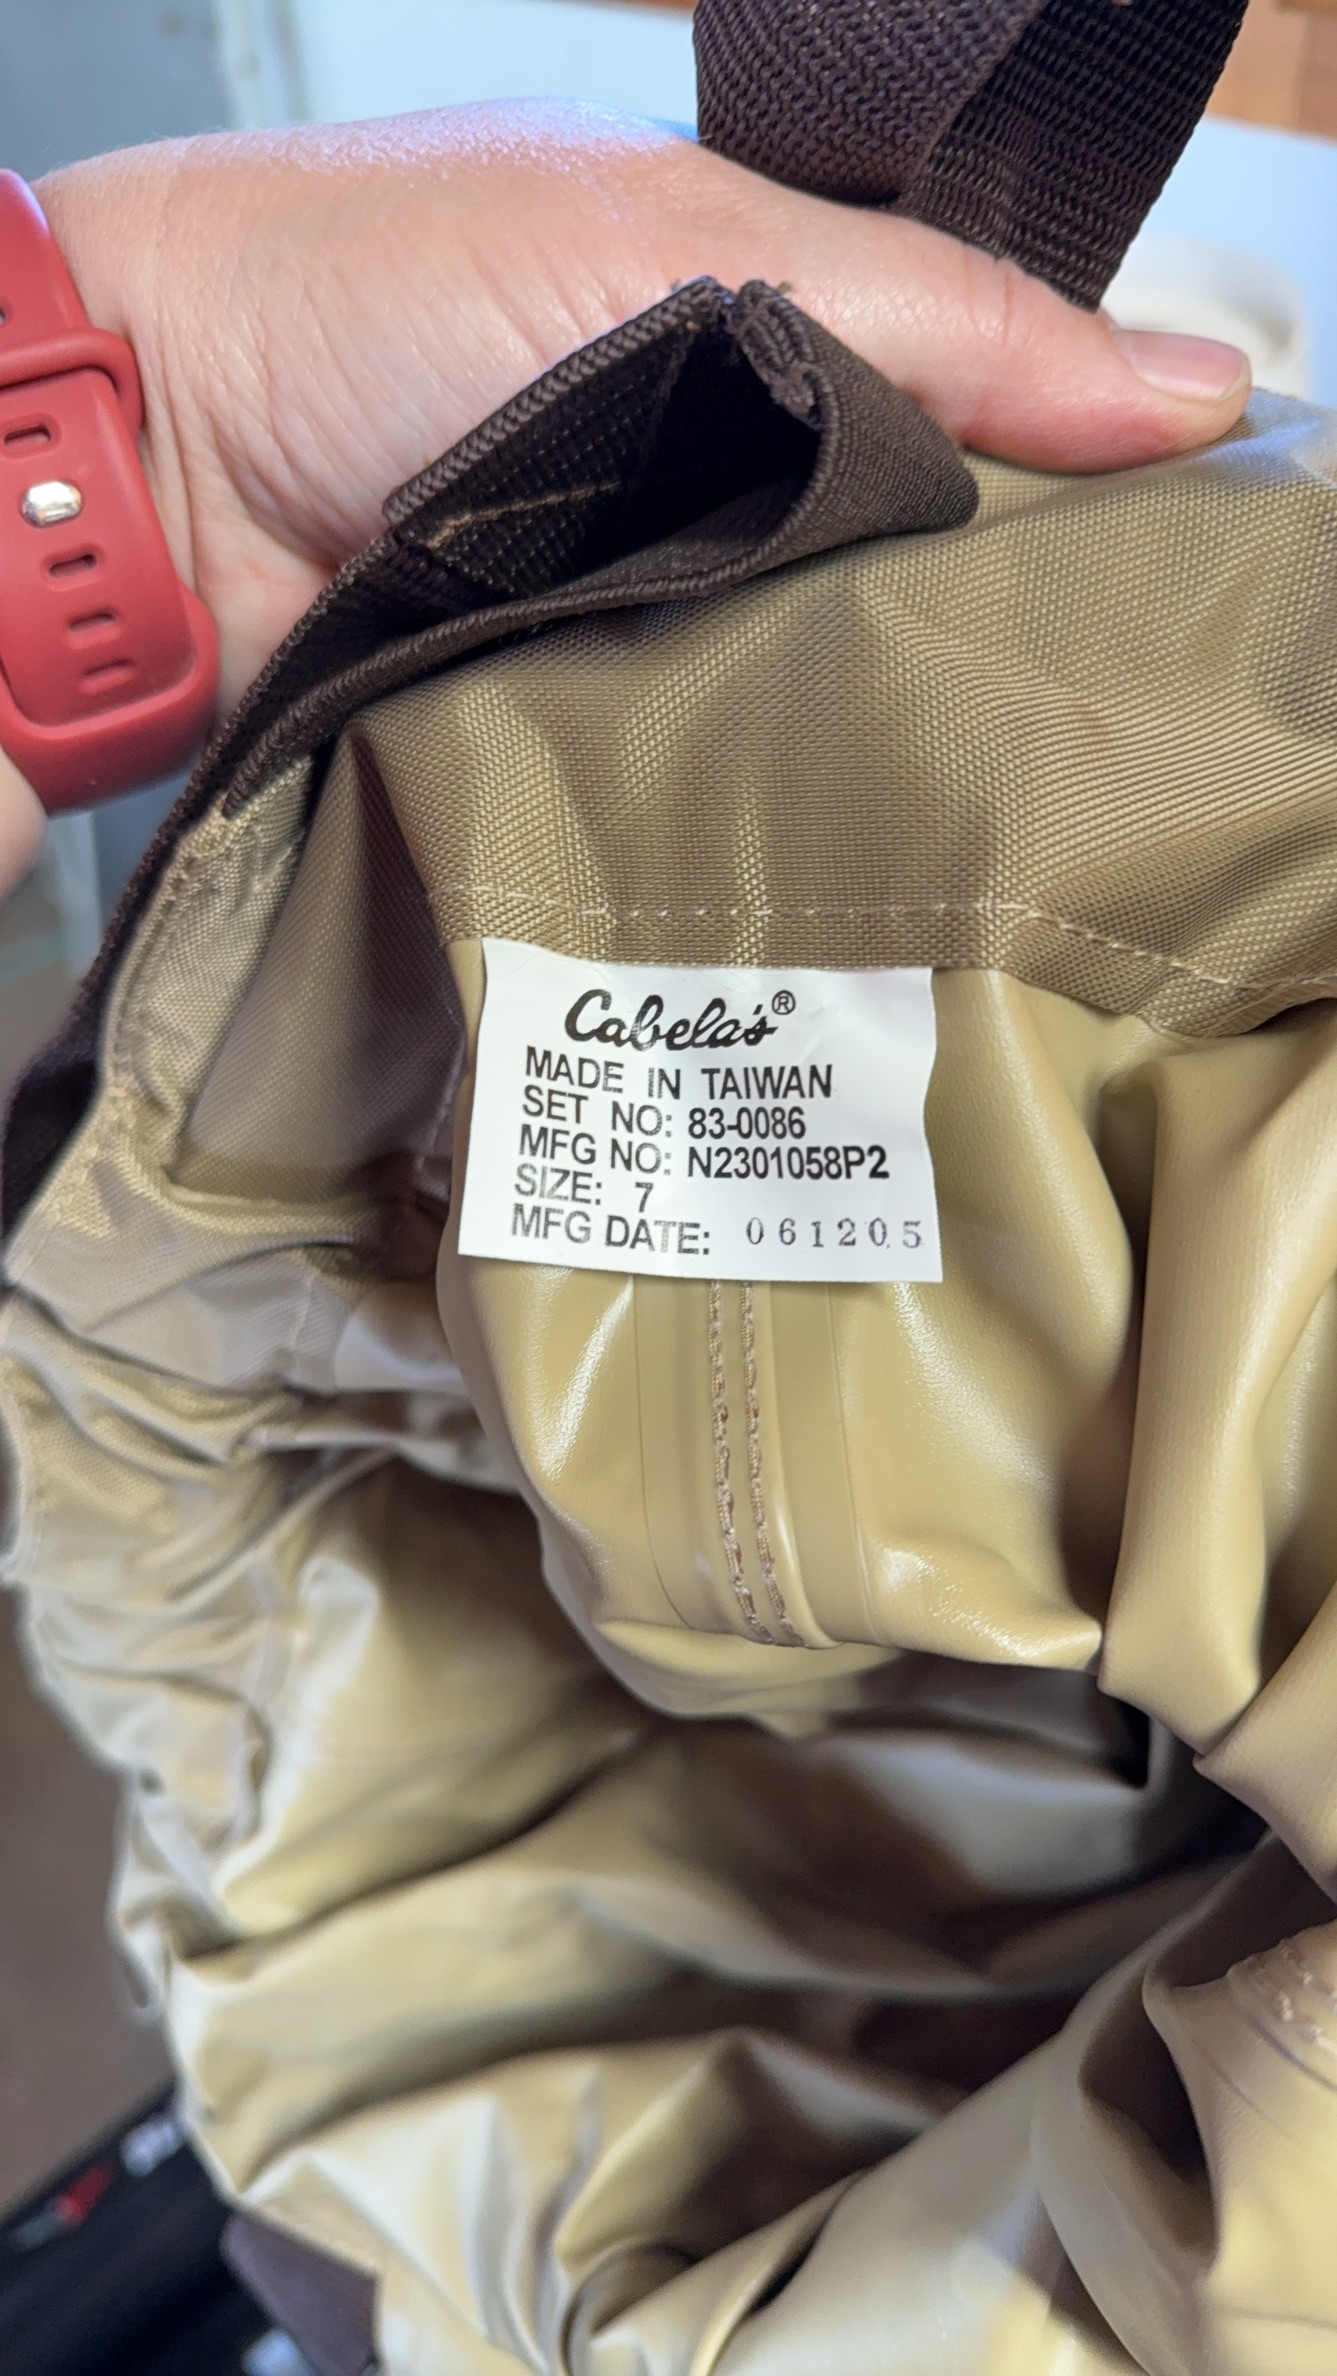 Cabela's®
MADE IN TAIWAN
SET NO: 83-0086
MFG NO: N2301058P2
SIZE: 7
MFG DATE: 061205